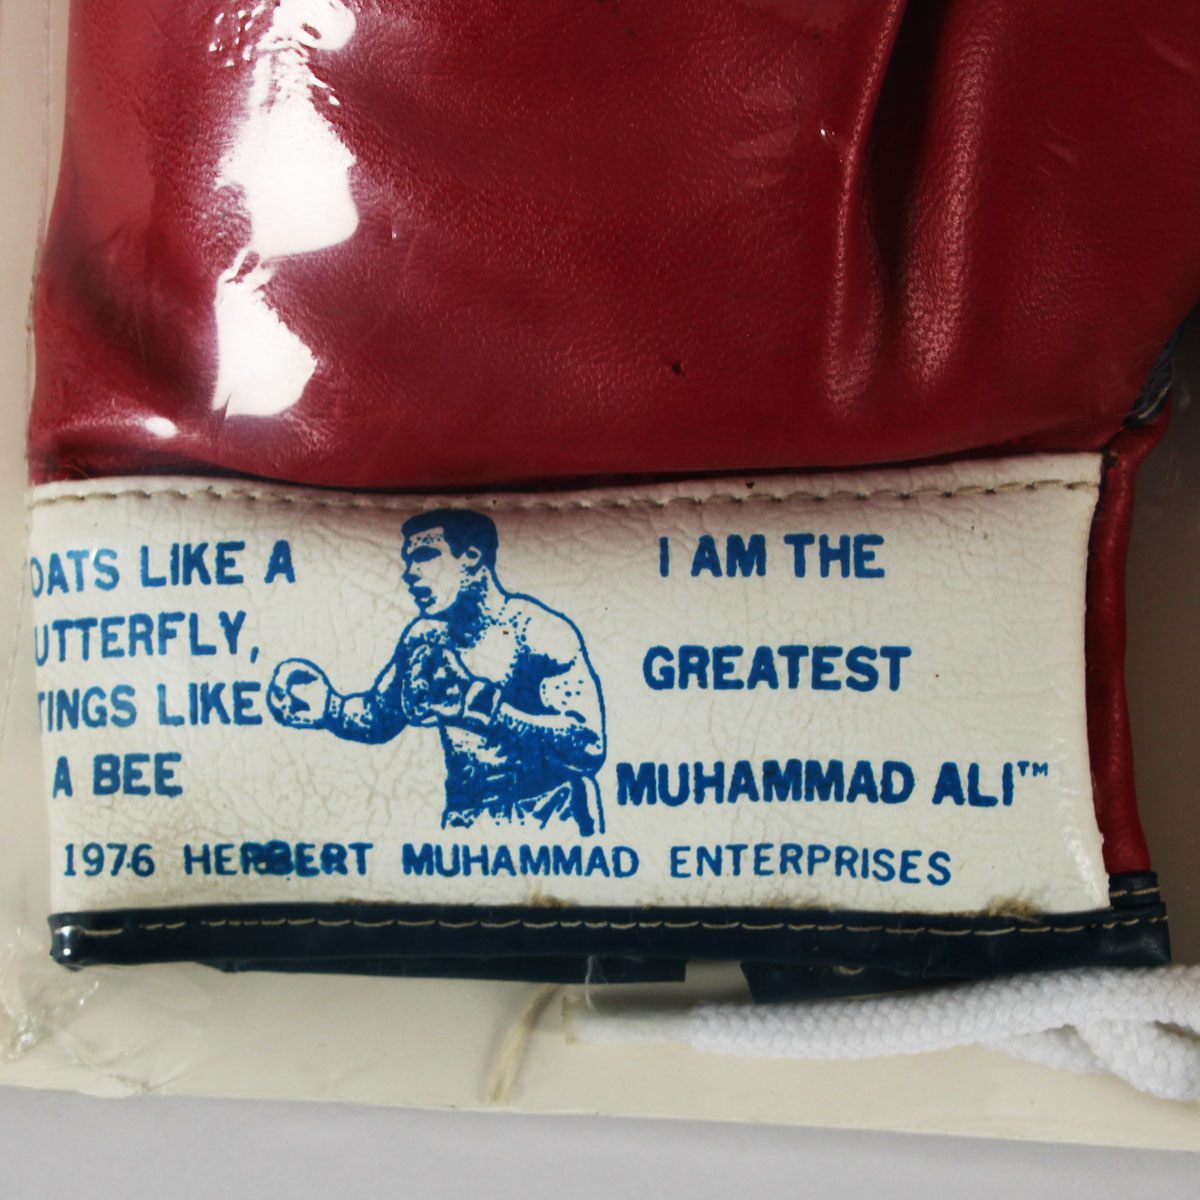 OATS LIKE A
UTTERFLY,
TINGS LIKE
A BEE
I AM THE
GREATEST
MUHAMMAD ALI™
1976 HERBERT MUHAMMAD ENTERPRISES